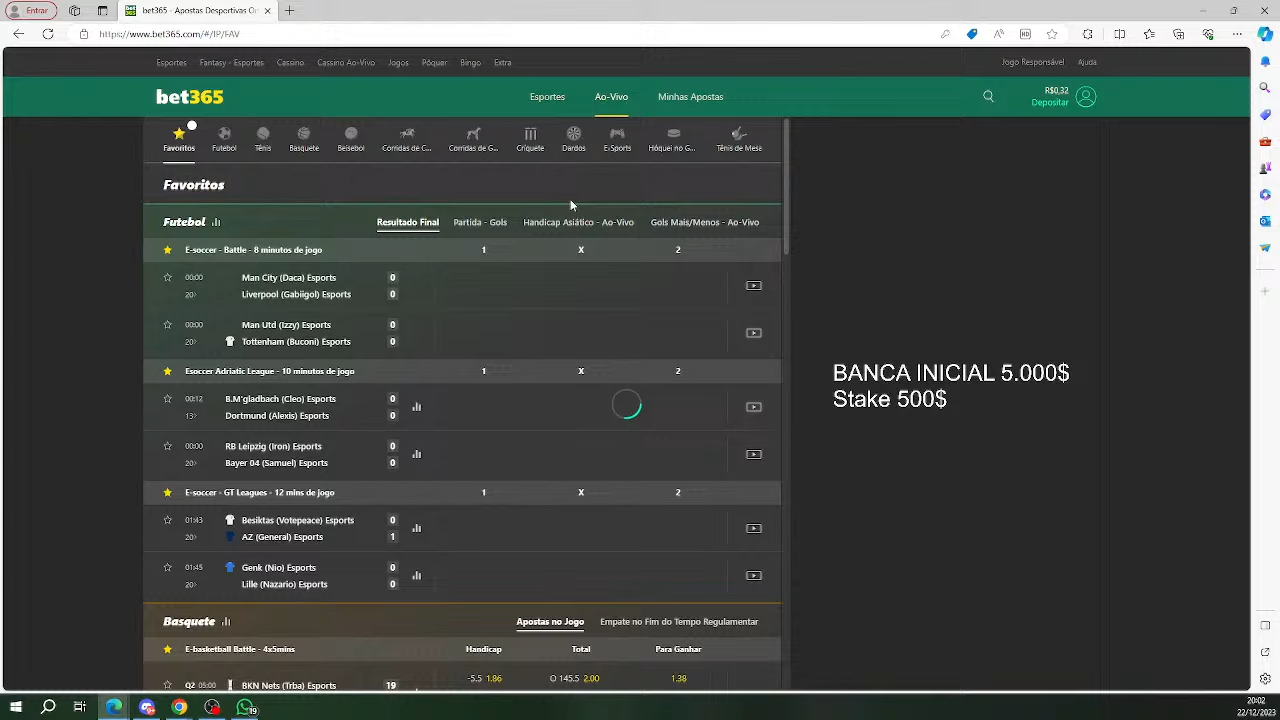 Entrar
bet365 - Apostas Desportivas On
https://www.bet365.com/#/IP/FAV
HD
Esportes Fantasy - Esportes Cassino Cassino Ao-Vivo Jogos Pôquer Bingo Extra Jogo Responsável Ajuda
bet365 Esportes Ao-Vivo Minhas Apostas R$0,32
Depositar
Favoritos Futebol Tênis Basquete Beisebol Corridas de C... Corridas de G... Críquete Dardos E-Sports Hóquei no G... Tênis de Mesa
Favoritos
Futebol Resultado Final Partida - Gols Handicap Asiático - Ao-Vivo Gols Mais/Menos - Ao-Vivo
E-soccer - Battle - 8 minutos de jogo 1 X 2
00:00 Man City (Daca) Esports 0
20> Liverpool (Gabiigol) Esports 0
00:00 Man Utd (Izzy) Esports 0
20> Tottenham (Buconi) Esports 0
Esoccer Adriatic League - 10 minutos de jogo 1 X 2
00:12 B.M'gladbach (Cleo) Esports 0
13> Dortmund (Alexis) Esports 0
00:00 RB Leipzig (Iron) Esports 0
20> Bayer 04 (Samuel) Esports 0
E-soccer - GT Leagues - 12 mins de jogo 1 X 2
01:43 Besiktas (Votepeace) Esports 0
20> AZ (General) Esports 1
01:45 Genk (Nio) Esports 0
20> Lille (Nazario) Esports 0
Basquete Apostas no Jogo Empate no Fim do Tempo Regulamentar
E-basketball Battle - 4x5mins Handicap Total Para Ganhar
Q2 05:00 BKN Nets (Trba) Esports 19 -5.5 1.86 O 145.5 2.00 1.38
BANCA INICIAL 5.000$
Stake 500$
19
20:02
22/12/2023